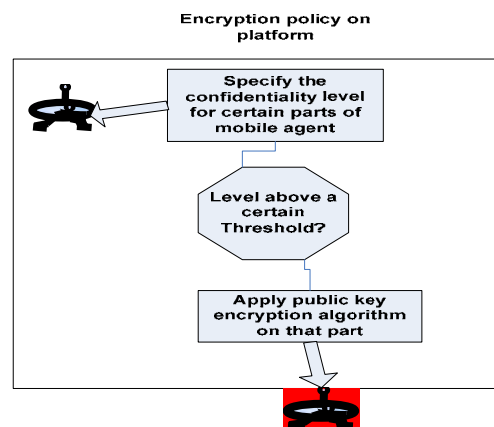 Encryption policy on
platform
Specify the
confidentiality level
for certain parts of
mobile agent
Level above a
certain
Threshold?
Apply public key
encryption algorithm
on that part